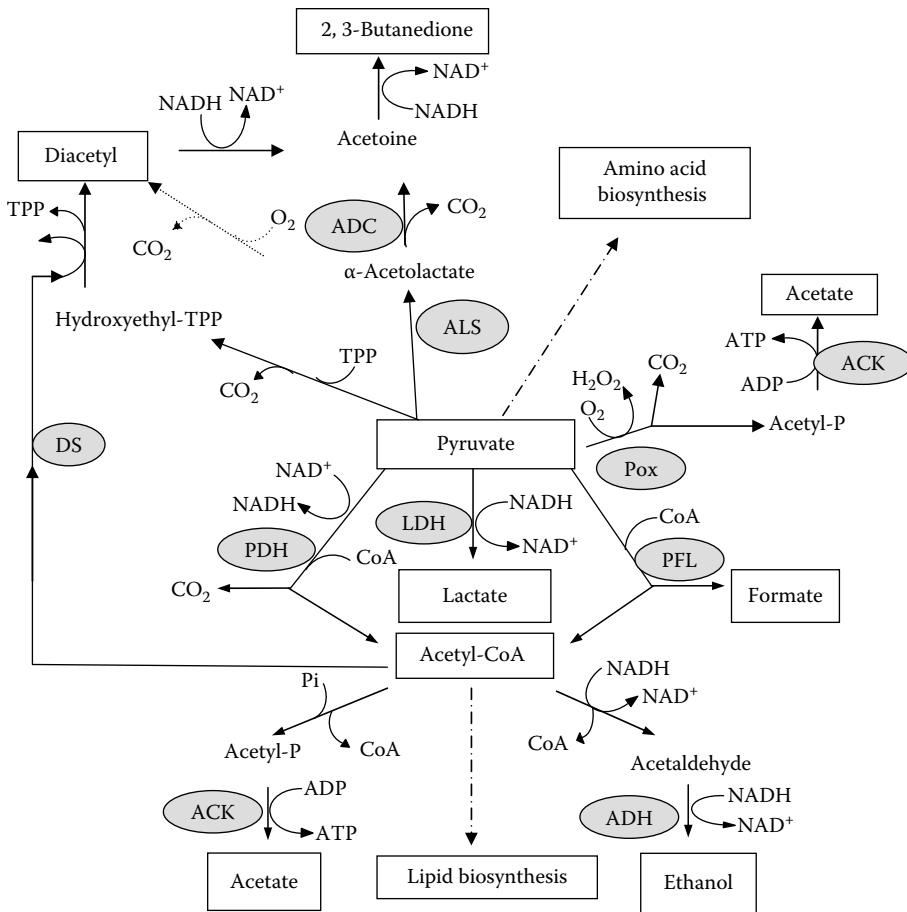 2, 3-Butanedione
NADH
NAD⁺
NAD⁺
NADH
Acetoine
Diacetyl
Amino acid
biosynthesis
TPP
CO₂
O₂
ADC
CO₂
α-Acetolactate
Acetate
Hydroxyethyl-TPP
ALS
ATP
ADP
ACK
TPP
CO₂
H₂O₂
O₂
CO₂
Acetyl-P
Pyruvate
DS
Pox
NAD⁺
NADH
PDH
CoA
LDH
NADH
NAD⁺
CoA
PFL
CO₂
Lactate
Formate
Acetyl-CoA
Pi
CoA
Acetyl-P
NADH
NAD⁺
CoA
Acetaldehyde
ACK
ADP
ATP
ADH
NADH
NAD⁺
Acetate
Lipid biosynthesis
Ethanol